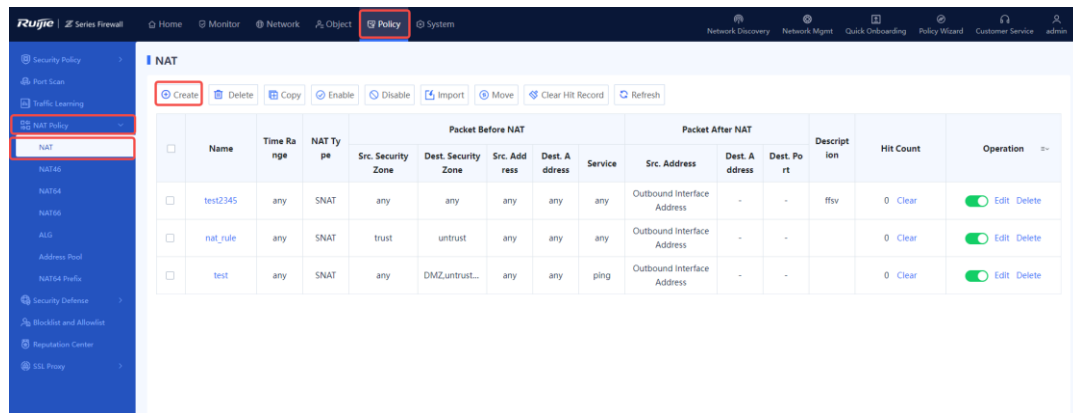 Ruijie | Z Series Firewall
Home Monitor Network Object Policy System
Network Discovery Network Mgmt Quick Onboarding Policy Wizard Customer Service admin
Security Policy
Port Scan
Traffic Learning
NAT Policy
NAT
NAT46
NAT64
NAT66
ALG
Address Pool
NAT64 Prefix
Security Defense
Blocklist and Allowlist
Reputation Center
SSL Proxy
NAT
Create Delete Copy Enable Disable Import Move Clear Hit Record Refresh
Packet Before NAT Packet After NAT
Name Time Ra NAT Ty Descript Hit Count Operation
nge pe ion
Src. Security Dest. Security Src. Add Dest. A Service Src. Address Dest. A Dest. Po
Zone Zone ress ddress ddress rt
test2345 any SNAT any any any any any Outbound Interface - - ffsv 0 Clear Edit Delete
Address
nat_rule any SNAT trust untrust any any any Outbound Interface - - 0 Clear Edit Delete
Address
test any SNAT any DMZ,untrust... any any ping Outbound Interface - - 0 Clear Edit Delete
Address